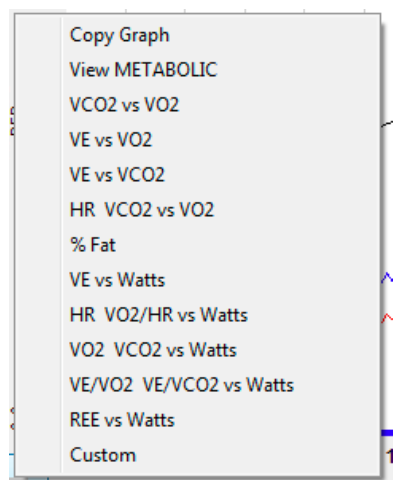 Copy Graph
View METABOLIC
VCO2 vs VO2
VE vs VO2
VE vs VCO2
HR  VCO2 vs VO2
% Fat
VE vs Watts
HR  VO2/HR vs Watts
VO2  VCO2 vs Watts
VE/VO2  VE/VCO2 vs Watts
REE vs Watts
Custom
1